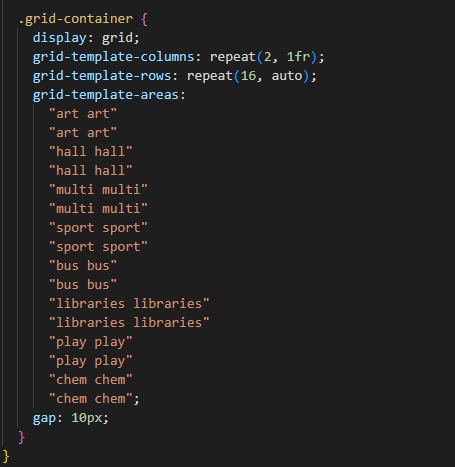 .grid-container {
display: grid;
grid-template-columns: repeat(2, 1fr);
grid-template-rows: repeat(16, auto);
grid-template-areas:
"art art"
"art art"
"hall hall"
"hall hall"
"multi multi"
"multi multi"
"sport sport"
"sport sport"
"bus bus"
"bus bus"
"libraries libraries"
"libraries libraries"
"play play"
"play play"
"chem chem"
"chem chem";
gap: 10px;
}
}